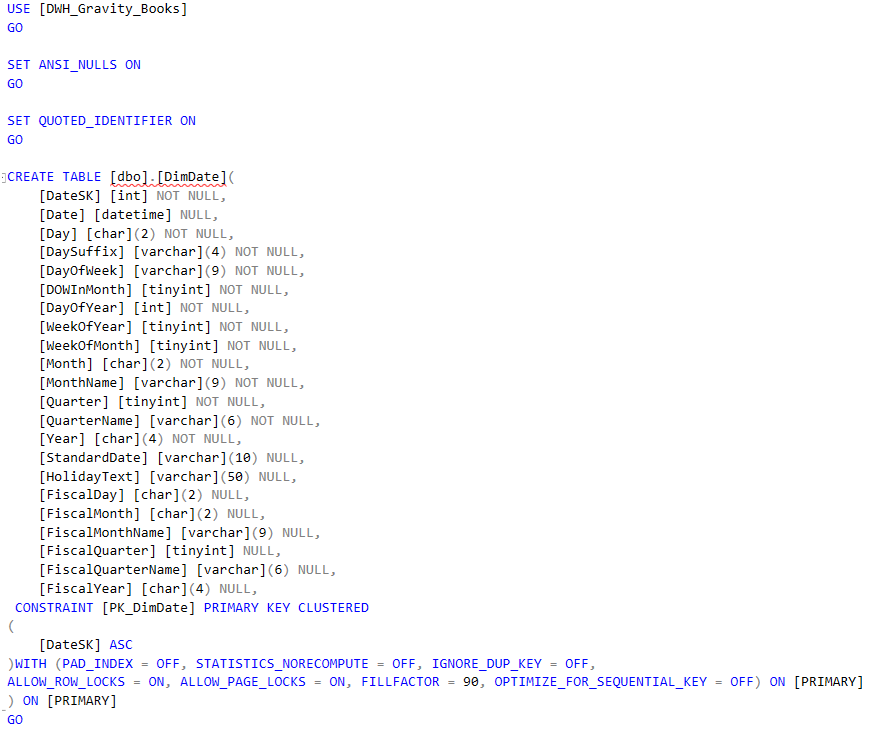 USE [DWH_Gravity_Books]
GO
SET ANSI_NULLS ON
GO
SET QUOTED_IDENTIFIER ON
GO
CREATE TABLE [dbo].[DimDate](
[DateSK] [int] NOT NULL,
[Date] [datetime] NULL,
[Day] [char](2) NOT NULL,
[DaySuffix] [varchar](4) NOT NULL,
[DayOfWeek] [varchar](9) NOT NULL,
[DOWInMonth] [tinyint] NOT NULL,
[DayOfYear] [int] NOT NULL,
[WeekOfYear] [tinyint] NOT NULL,
[WeekOfMonth] [tinyint] NOT NULL,
[Month] [char](2) NOT NULL,
[MonthName] [varchar](9) NOT NULL,
[Quarter] [tinyint] NOT NULL,
[QuarterName] [varchar](6) NOT NULL,
[Year] [char](4) NOT NULL,
[StandardDate] [varchar](10) NULL,
[HolidayText] [varchar](50) NULL,
[FiscalDay] [char](2) NULL,
[FiscalMonth] [char](2) NULL,
[FiscalMonthName] [varchar](9) NULL,
[FiscalQuarter] [tinyint] NULL,
[FiscalQuarterName] [varchar](6) NULL,
[FiscalYear] [char](4) NULL,
CONSTRAINT [PK_DimDate] PRIMARY KEY CLUSTERED
(
[DateSK] ASC
)WITH (PAD_INDEX = OFF, STATISTICS_NORECOMPUTE = OFF, IGNORE_DUP_KEY = OFF,
ALLOW_ROW_LOCKS = ON, ALLOW_PAGE_LOCKS = ON, FILLFACTOR = 90, OPTIMIZE_FOR_SEQUENTIAL_KEY = OFF) ON [PRIMARY]
) ON [PRIMARY]
GO